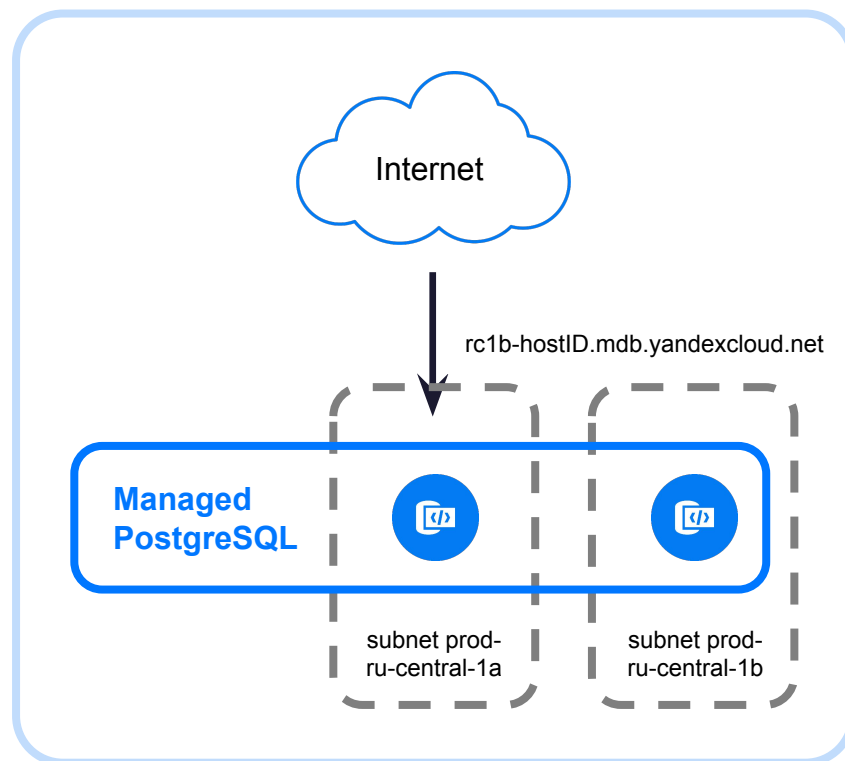 Internet
rc1b-hostID.mdb.yandexcloud.net
Managed
PostgreSQL
subnet prod-
ru-central-1a
subnet prod-
ru-central-1b